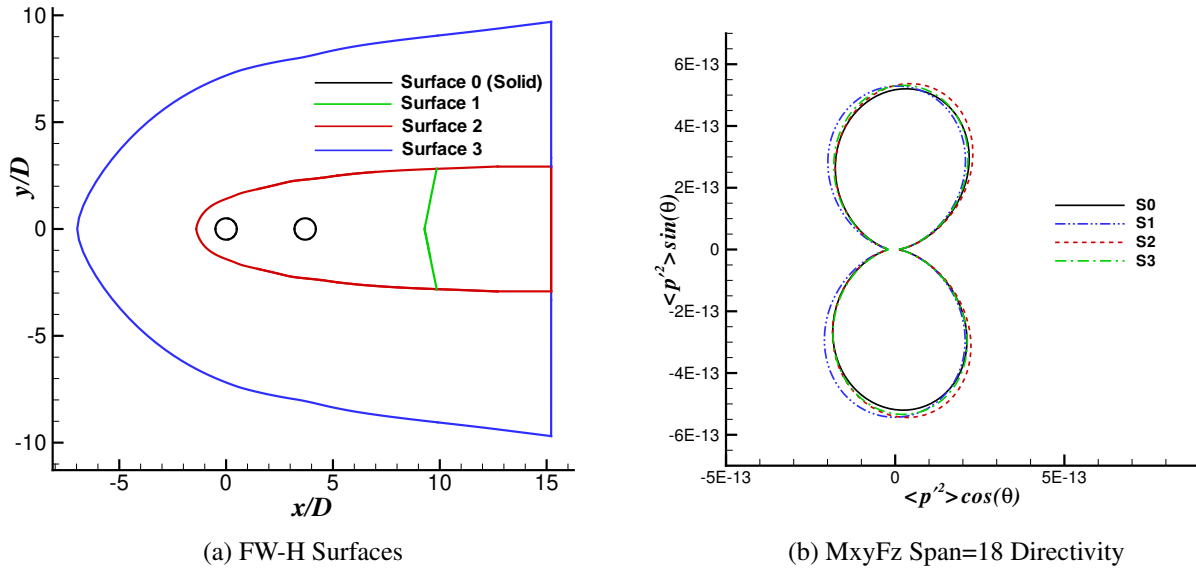 10
5
0
-5
-10
y/D
-5
0
5
10
15
x/D
Surface 0 (Solid)
Surface 1
Surface 2
Surface 3
(a) FW-H Surfaces
6E-13
4E-13
2E-13
0
-2E-13
-4E-13
-6E-13
<p'²>sin(θ)
-5E-13
0
5E-13
<p'²>cos(θ)
S0
S1
S2
S3
(b) MxyFz Span=18 Directivity